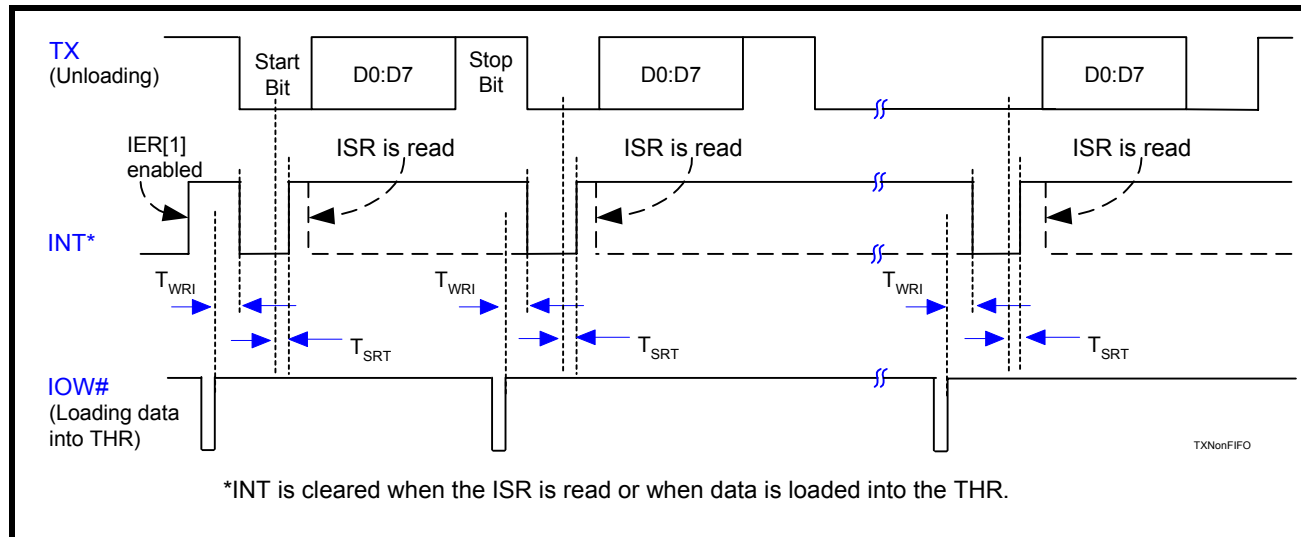 TX
(Unloading)
Start
Bit
D0:D7
Stop
Bit
D0:D7
D0:D7
IER[1]
enabled
ISR is read
ISR is read
ISR is read
INT*
TWRI
TWRI
TWRI
TSRT
TSRT
TSRT
IOW#
(Loading data
into THR)
TXNonFIFO
*INT is cleared when the ISR is read or when data is loaded into the THR.